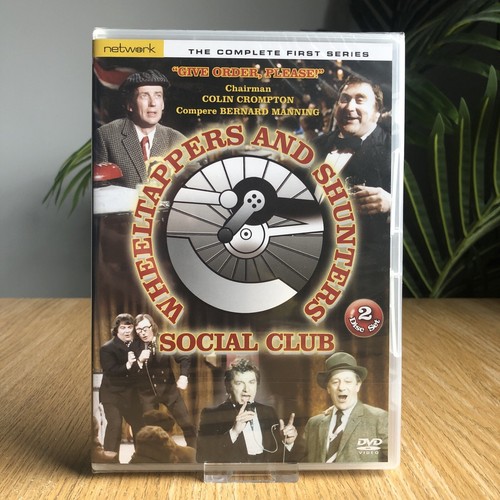 network
THE COMPLETE FIRST SERIES
"GIVE ORDER, PLEASE!"
Chairman
COLIN CROMPTON
Compere BERNARD MANNING
WHEELTAPPERS AND SHUNTERS
SOCIAL CLUB
2
Disc Set
DVD
VIDEO